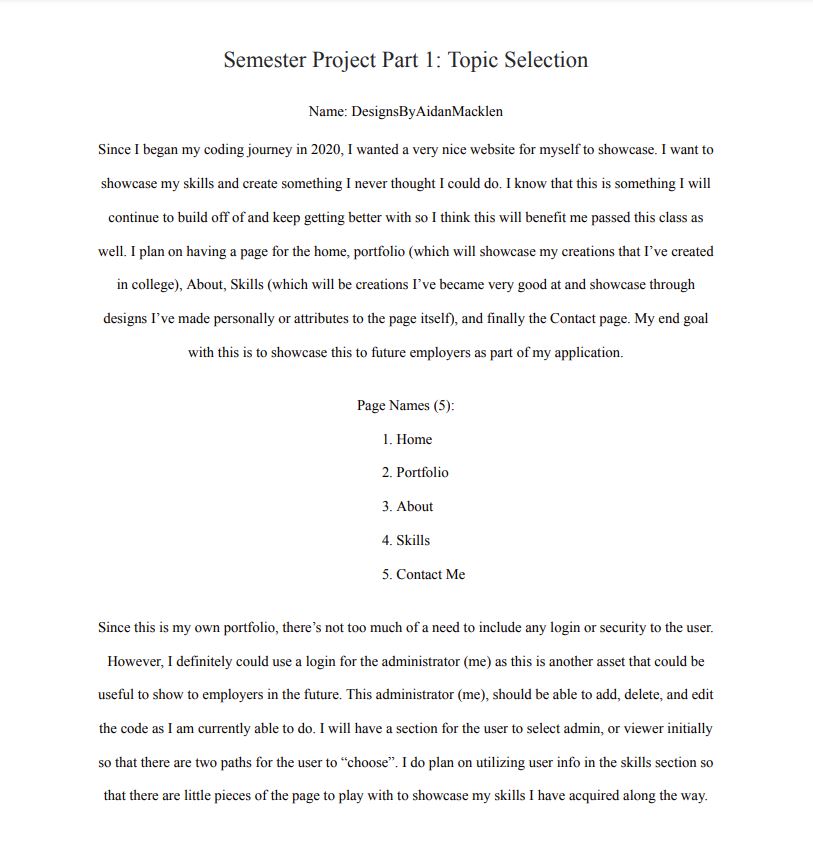 Semester Project Part 1: Topic Selection
Name: DesignsByAidanMacklen
Since I began my coding journey in 2020, I wanted a very nice website for myself to showcase. I want to
showcase my skills and create something I never thought I could do. I know that this is something I will
continue to build off of and keep getting better with so I think this will benefit me passed this class as
well. I plan on having a page for the home, portfolio (which will showcase my creations that I’ve created
in college), About, Skills (which will be creations I’ve became very good at and showcase through
designs I’ve made personally or attributes to the page itself), and finally the Contact page. My end goal
with this is to showcase this to future employers as part of my application.
Page Names (5):
1. Home
2. Portfolio
3. About
4. Skills
5. Contact Me
Since this is my own portfolio, there’s not too much of a need to include any login or security to the user.
However, I definitely could use a login for the administrator (me) as this is another asset that could be
useful to show to employers in the future. This administrator (me), should be able to add, delete, and edit
the code as I am currently able to do. I will have a section for the user to select admin, or viewer initially
so that there are two paths for the user to “choose”. I do plan on utilizing user info in the skills section so
that there are little pieces of the page to play with to showcase my skills I have acquired along the way.